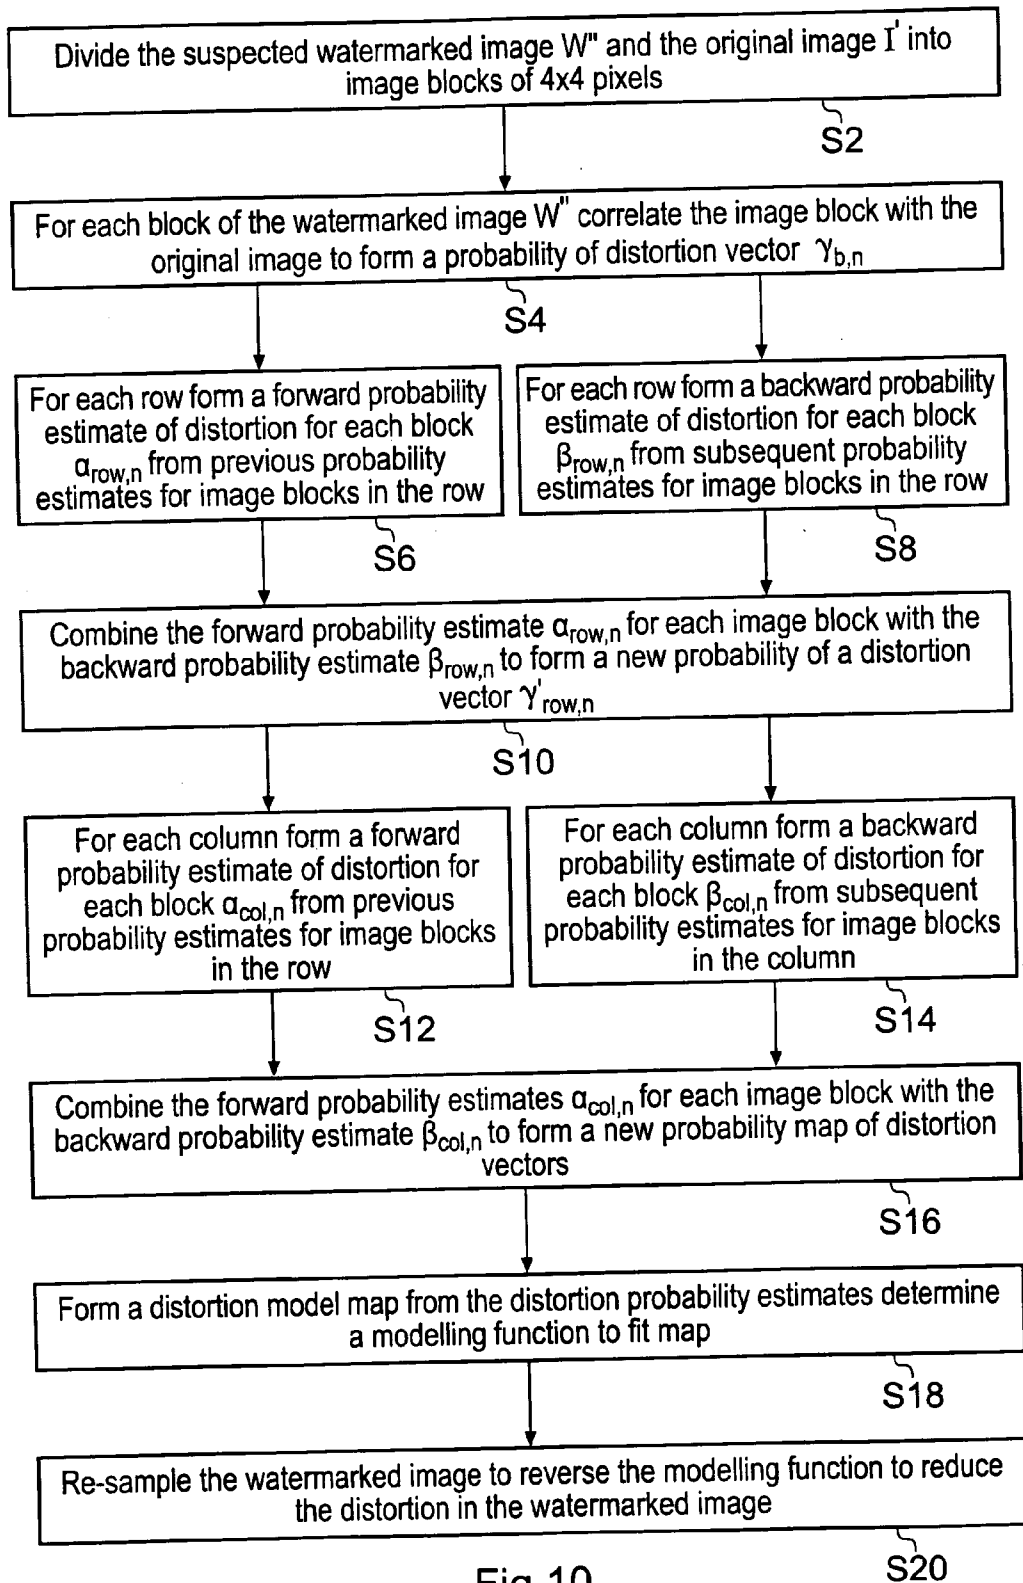 Divide the suspected watermarked image W" and the original image I' into
image blocks of 4x4 pixels
S2
For each block of the watermarked image W" correlate the image block with the
original image to form a probability of distortion vector γb,n
S4
For each row form a forward probability
estimate of distortion for each block
αrow,n from previous probability
estimates for image blocks in the row
S6
For each row form a backward probability
estimate of distortion for each block
βrow,n from subsequent probability
estimates for image blocks in the row
S8
Combine the forward probability estimate αrow,n for each image block with the
backward probability estimate βrow,n to form a new probability of a distortion
vector γ'row,n
S10
For each column form a forward
probability estimate of distortion for
each block αcol,n from previous
probability estimates for image blocks
in the row
S12
For each column form a backward
probability estimate of distortion for
each block βcol,n from subsequent
probability estimates for image blocks
in the column
S14
Combine the forward probability estimates αcol,n for each image block with the
backward probability estimate βcol,n to form a new probability map of distortion
vectors
S16
Form a distortion model map from the distortion probability estimates determine
a modelling function to fit map
S18
Re-sample the watermarked image to reverse the modelling function to reduce
the distortion in the watermarked image
S20
Fig 10